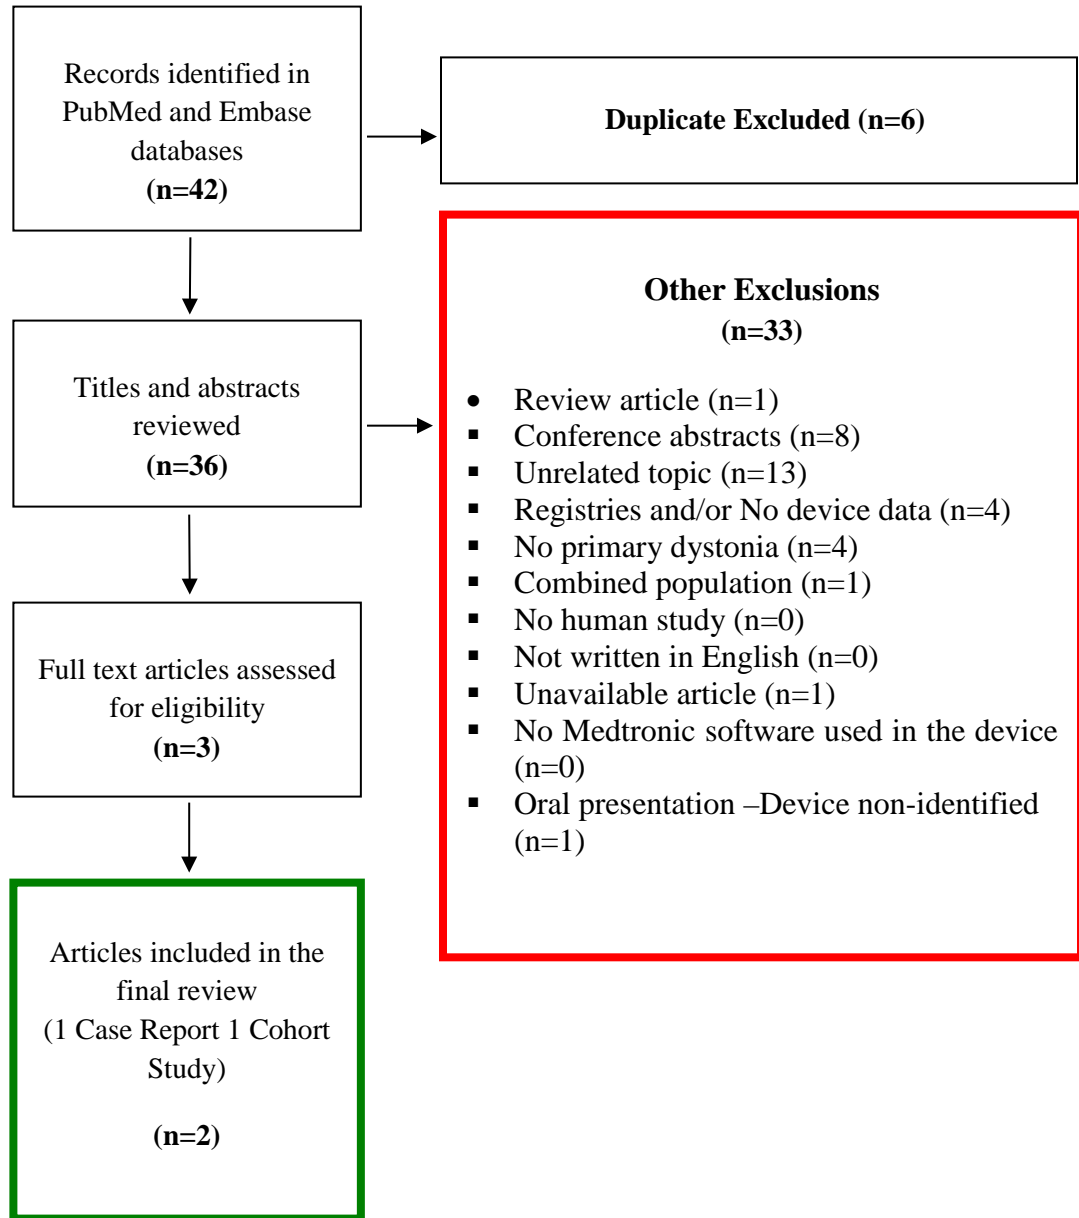 Records identified in
PubMed and Embase
databases
(n=42)
Duplicate Excluded (n=6)
Other Exclusions
(n=33)
• Review article (n=1)
▪ Conference abstracts (n=8)
▪ Unrelated topic (n=13)
▪ Registries and/or No device data (n=4)
▪ No primary dystonia (n=4)
▪ Combined population (n=1)
▪ No human study (n=0)
▪ Not written in English (n=0)
▪ Unavailable article (n=1)
▪ No Medtronic software used in the device
(n=0)
▪ Oral presentation –Device non-identified
(n=1)
Titles and abstracts
reviewed
(n=36)
Full text articles assessed
for eligibility
(n=3)
Articles included in the
final review
(1 Case Report 1 Cohort
Study)
(n=2)